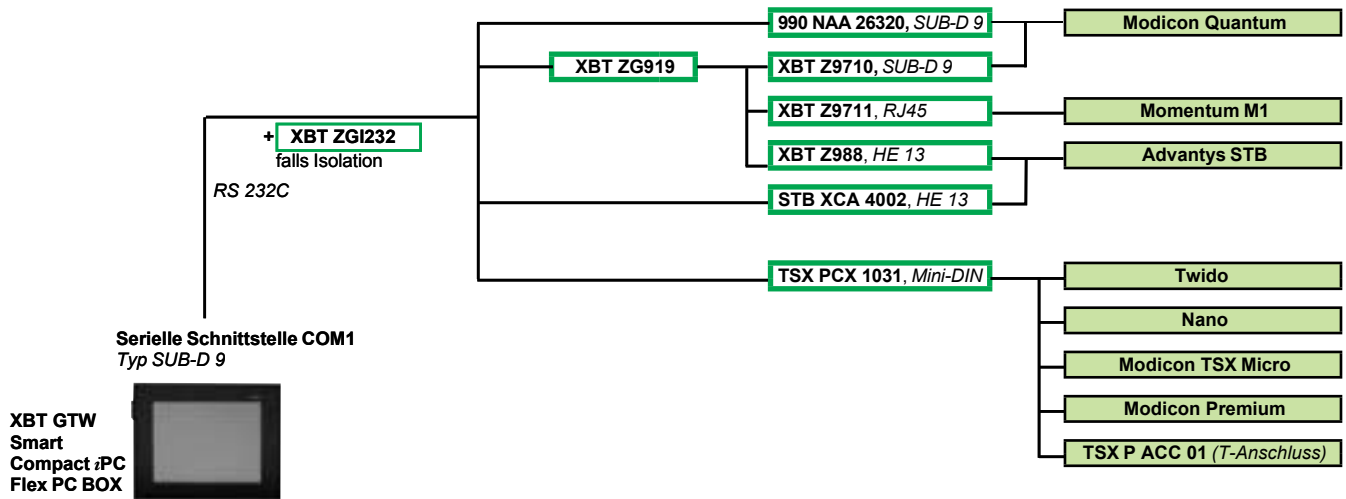 990 NAA 26320, SUB-D 9
Modicon Quantum
XBT ZG919
XBT Z9710, SUB-D 9
XBT Z9711, RJ45
Momentum M1
+ XBT ZGI232
falls Isolation
XBT Z988, HE 13
Advantys STB
RS 232C
STB XCA 4002, HE 13
TSX PCX 1031, Mini-DIN
Twido
Nano
Serielle Schnittstelle COM1
Typ SUB-D 9
Modicon TSX Micro
Modicon Premium
TSX P ACC 01 (T-Anschluss)
XBT GTW
Smart
Compact iPC
Flex PC BOX